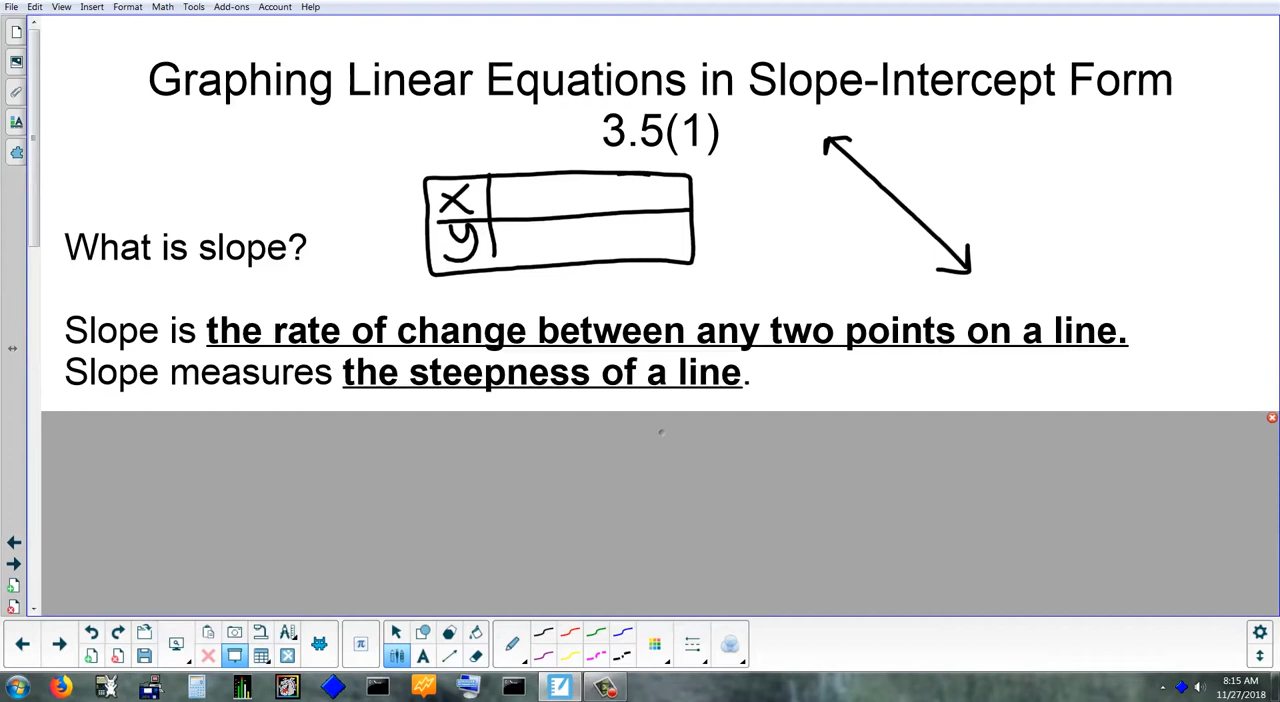 File Edit View Insert Format Math Tools Add-ons Account Help
Graphing Linear Equations in Slope-Intercept Form
3.5(1)
x
y
What is slope?
Slope is the rate of change between any two points on a line.
Slope measures the steepness of a line.
π
A
8:15 AM
11/27/2018